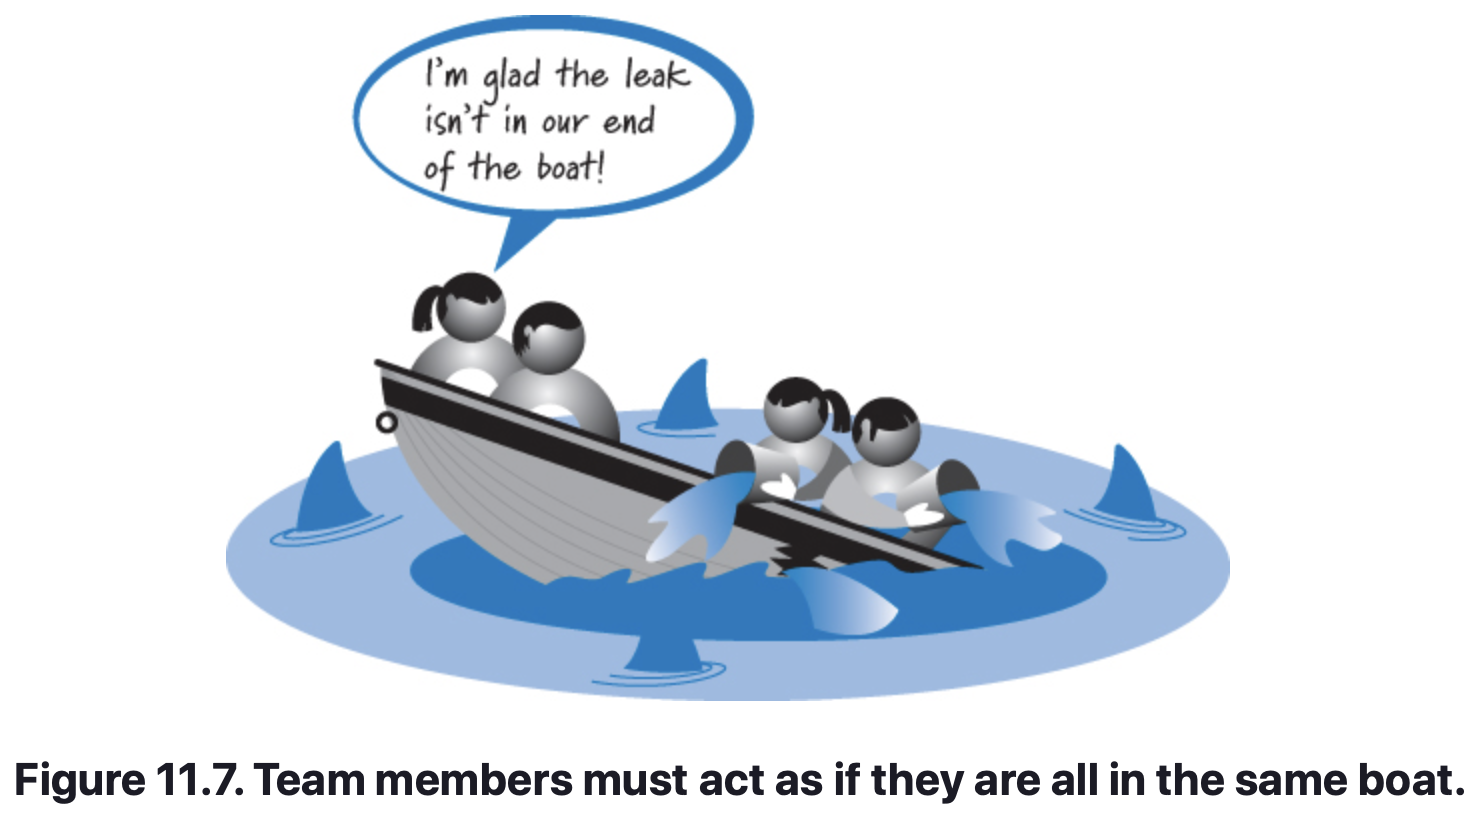 I'm glad the leak
isn't in our end
of the boat!
Figure 11.7. Team members must act as if they are all in the same boat.